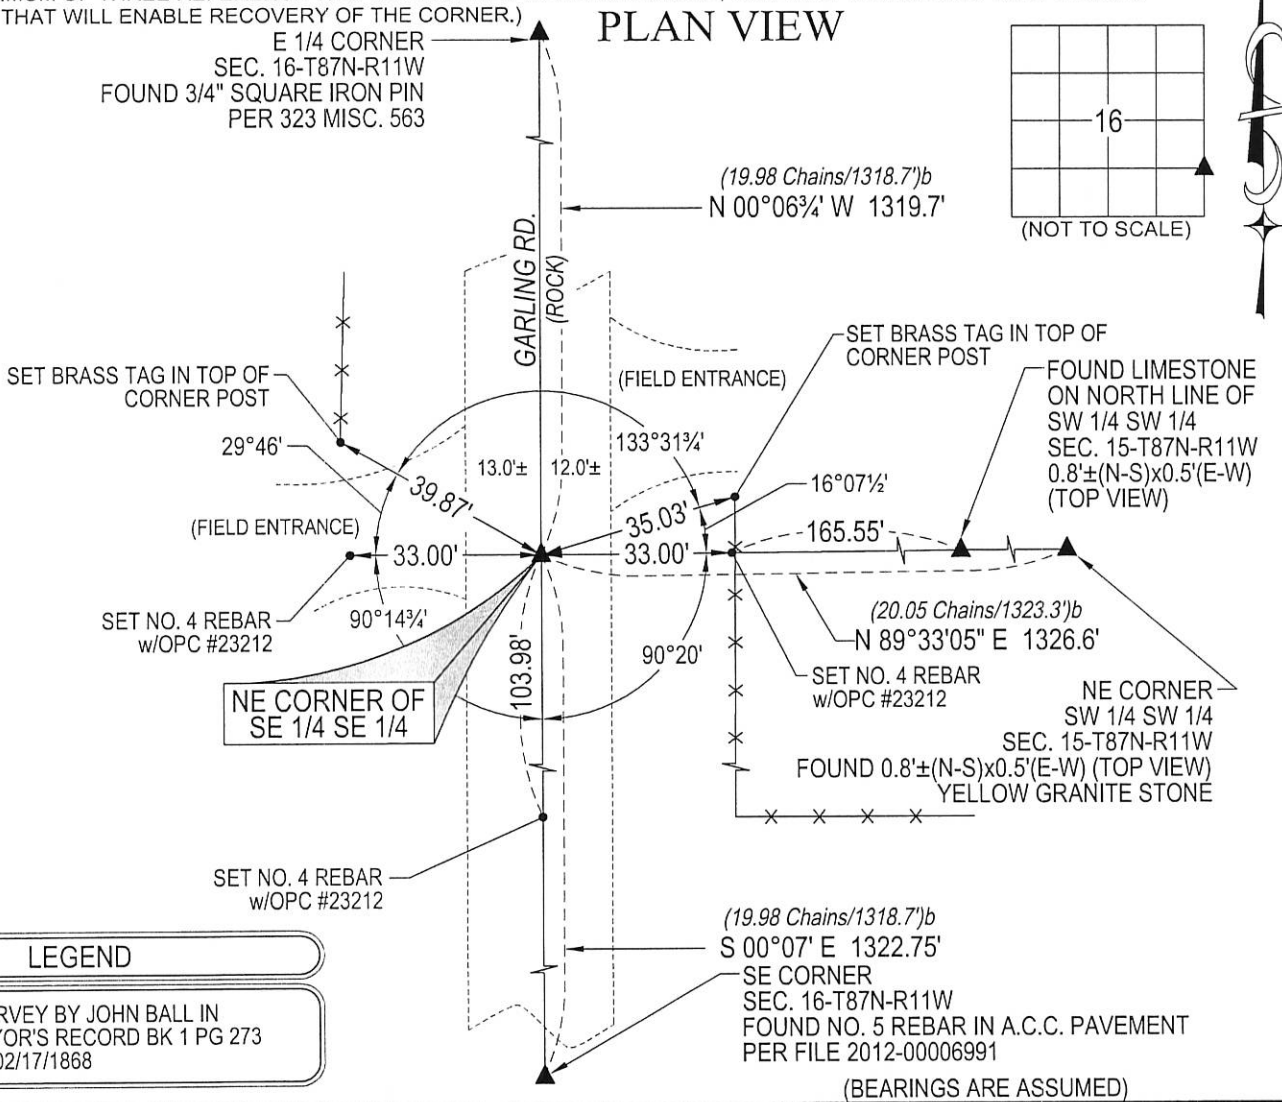 THAT WILL ENABLE RECOVERY OF THE CORNER.)
PLAN VIEW
E 1/4 CORNER
SEC. 16-T87N-R11W
FOUND 3/4" SQUARE IRON PIN
PER 323 MISC. 563
16
(NOT TO SCALE)
(19.98 Chains/1318.7')b
N 00°06¾' W 1319.7'
GARLING RD.
(ROCK)
SET BRASS TAG IN TOP OF
CORNER POST
29°46'
SET BRASS TAG IN TOP OF
CORNER POST
(FIELD ENTRANCE)
FOUND LIMESTONE
ON NORTH LINE OF
SW 1/4 SW 1/4
SEC. 15-T87N-R11W
0.8'±(N-S)x0.5'(E-W)
(TOP VIEW)
133°31¾'
13.0'±
12.0'±
16°07½'
39.87'
35.03'
(FIELD ENTRANCE)
33.00'
33.00'
165.55'
SET NO. 4 REBAR
w/OPC #23212
90°14¾'
103.98'
90°20'
(20.05 Chains/1323.3')b
N 89°33'05" E 1326.6'
SET NO. 4 REBAR
w/OPC #23212
NE CORNER OF
SE 1/4 SE 1/4
NE CORNER
SW 1/4 SW 1/4
SEC. 15-T87N-R11W
FOUND 0.8'±(N-S)x0.5'(E-W) (TOP VIEW)
YELLOW GRANITE STONE
SET NO. 4 REBAR
w/OPC #23212
(19.98 Chains/1318.7')b
S 00°07' E 1322.75'
SE CORNER
SEC. 16-T87N-R11W
FOUND NO. 5 REBAR IN A.C.C. PAVEMENT
PER FILE 2012-00006991
(BEARINGS ARE ASSUMED)
LEGEND
RVEY BY JOHN BALL IN
YOR'S RECORD BK 1 PG 273
02/17/1868